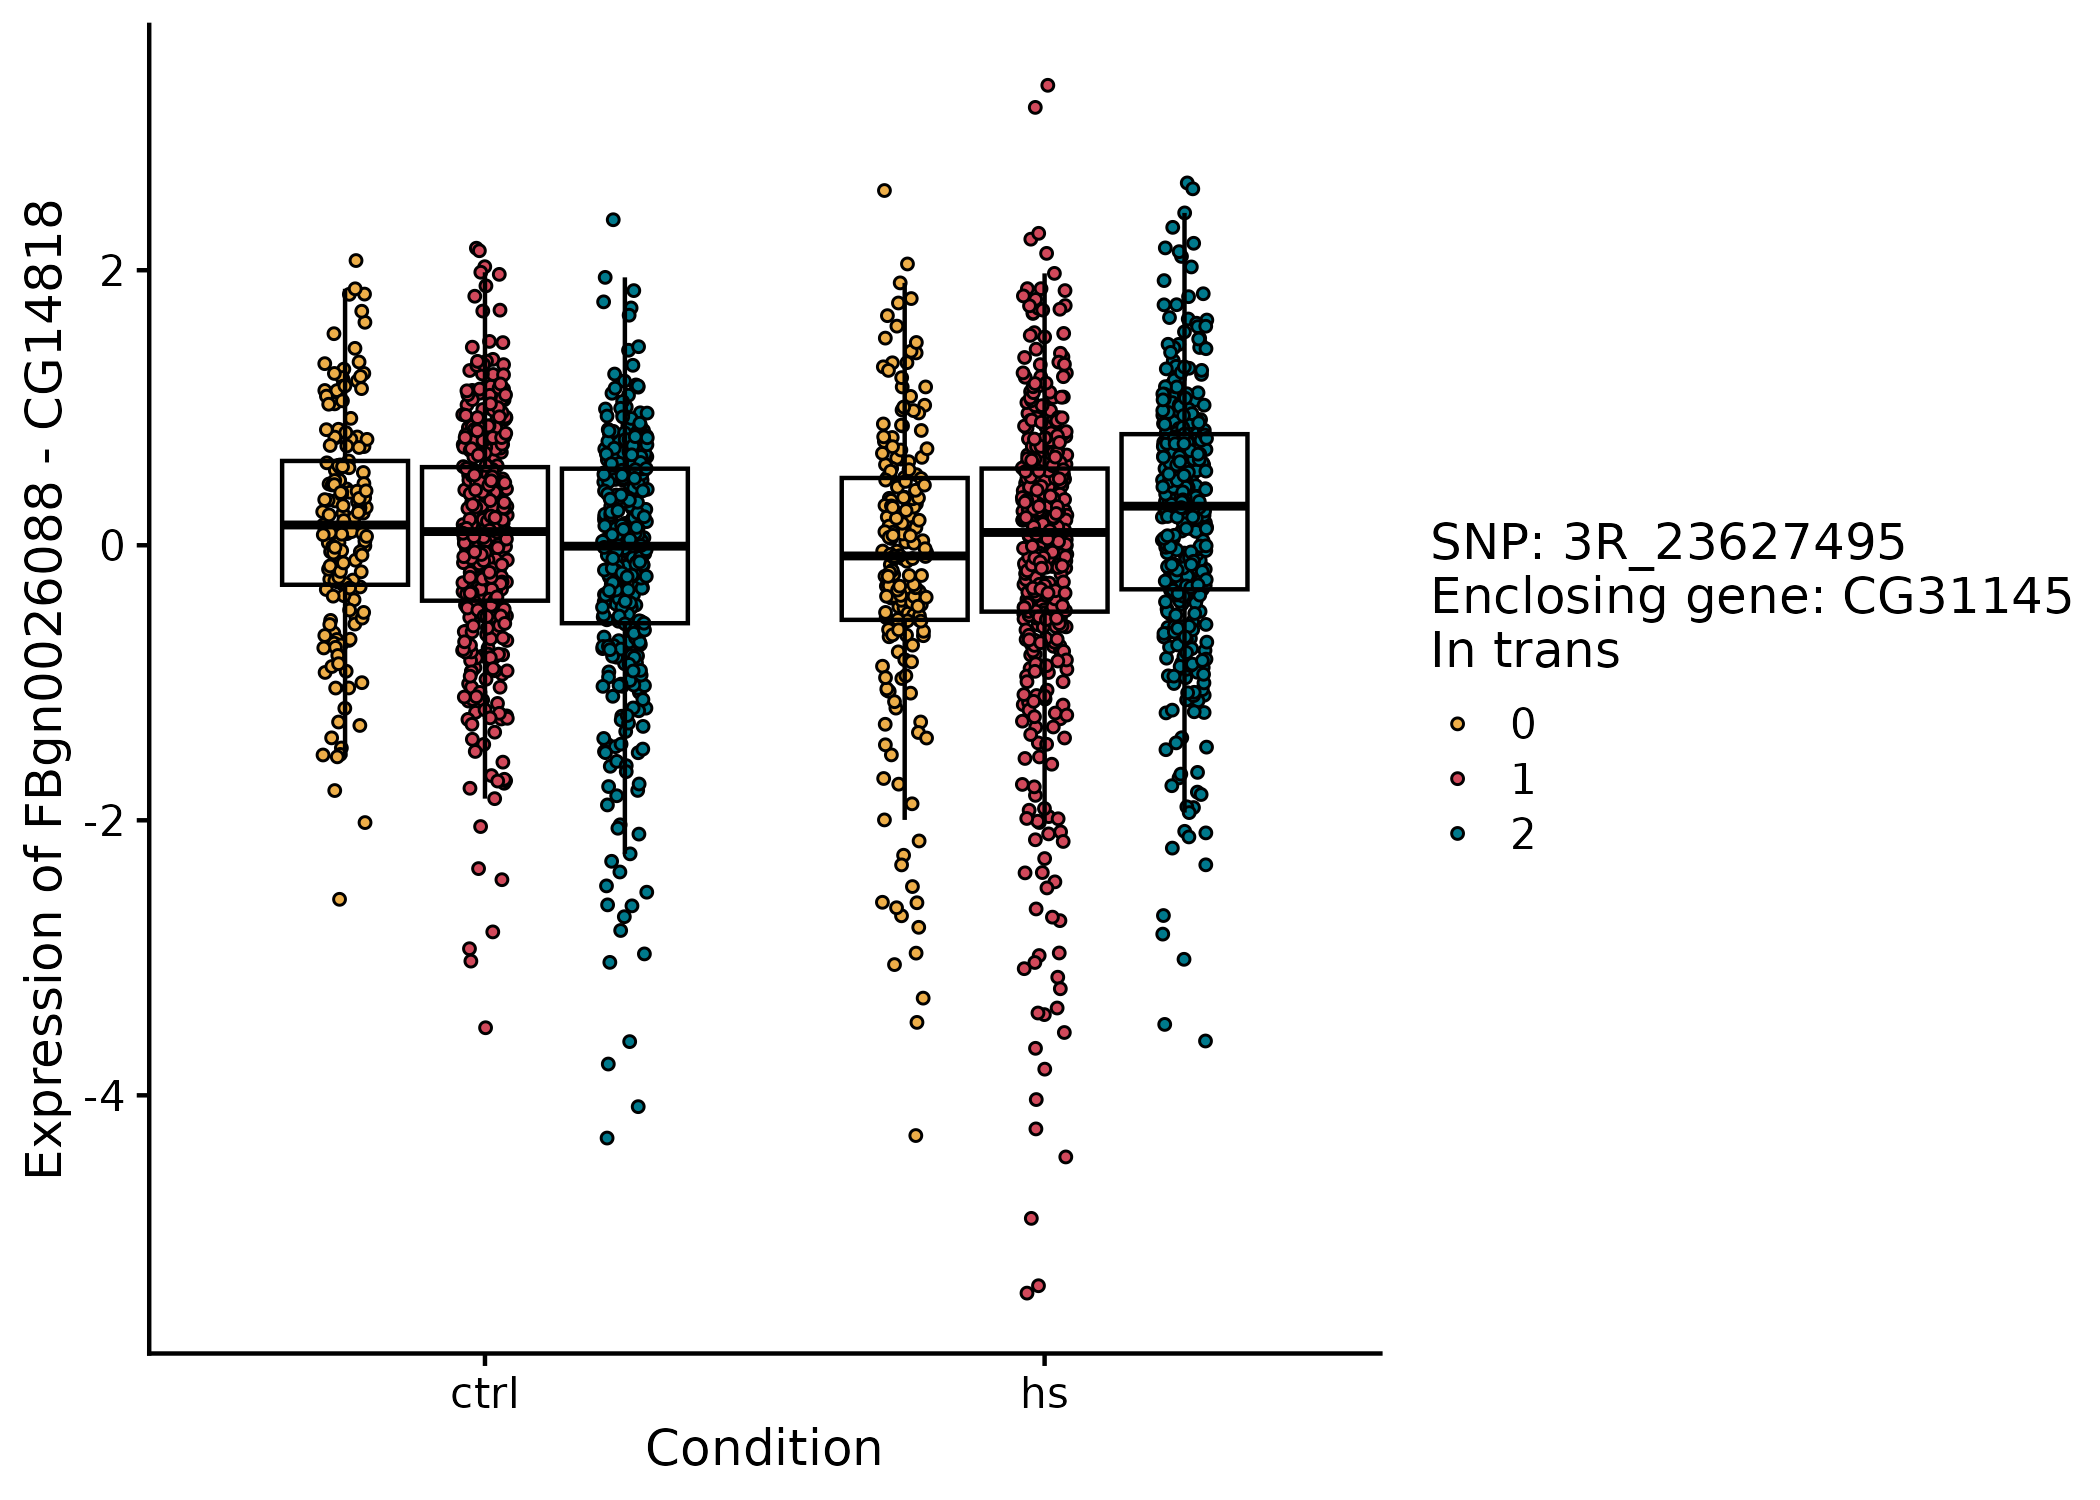 Expression of FBgn0026088 - CG14818
2
0
-2
-4
ctrl
hs
Condition
SNP: 3R_23627495
Enclosing gene: CG31145
In trans
0
1
2